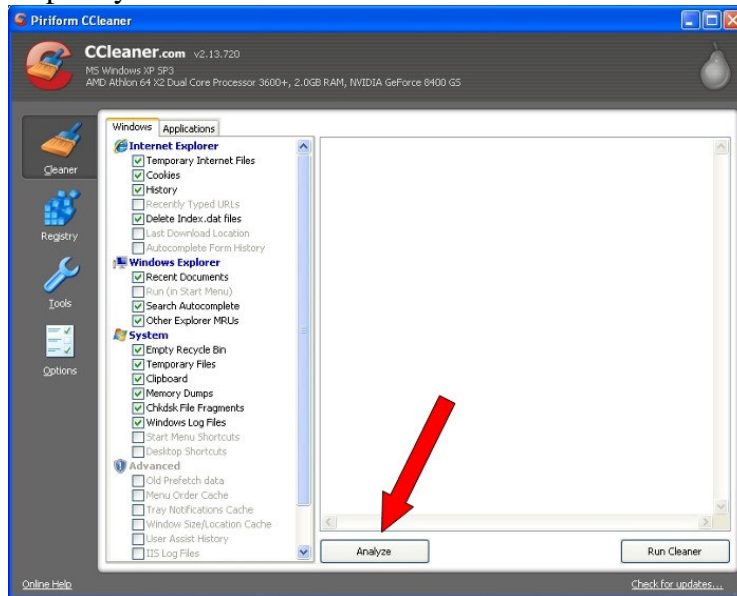 Piriform CCleaner
CCleaner.com v2.13.720
MS Windows XP SP3
AMD Athlon 64 X2 Dual Core Processor 3600+, 2.0GB RAM, NVIDIA GeForce 8400 GS
Cleaner
Registry
Tools
Options
Windows Applications
Internet Explorer
Temporary Internet Files
Cookies
History
Recently Typed URLs
Delete Index.dat files
Last Download Location
Autocomplete Form History
Windows Explorer
Recent Documents
Run (in Start Menu)
Search Autocomplete
Other Explorer MRUs
System
Empty Recycle Bin
Temporary Files
Clipboard
Memory Dumps
Chkdsk File Fragments
Windows Log Files
Start Menu Shortcuts
Desktop Shortcuts
Advanced
Old Prefetch data
Menu Order Cache
Tray Notifications Cache
Window Size/Location Cache
User Assist History
IIS Log Files
Analyze
Run Cleaner
Online Help
Check for updates...